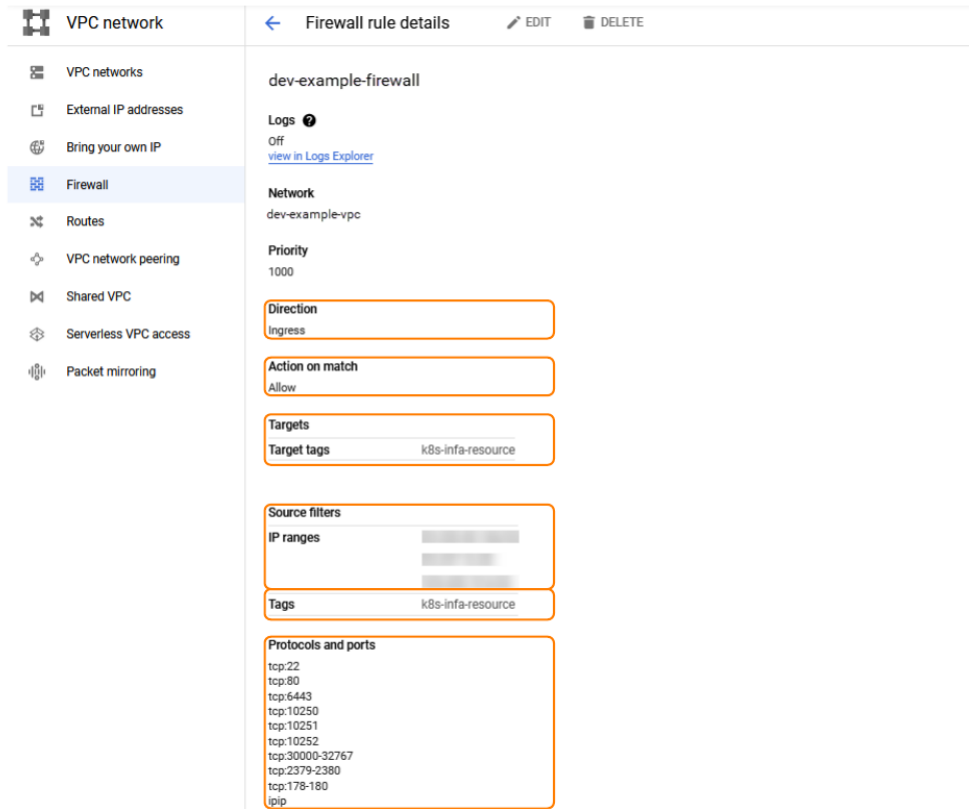 VPC network
Firewall rule details
EDIT
DELETE
VPC networks
External IP addresses
Bring your own IP
Firewall
Routes
VPC network peering
Shared VPC
Serverless VPC access
Packet mirroring
dev-example-firewall
Logs ?
Off
view in Logs Explorer
Network
dev-example-vpc
Priority
1000
Direction
Ingress
Action on match
Allow
Targets
Target tags k8s-infa-resource
Source filters
IP ranges
Tags k8s-infa-resource
Protocols and ports
tcp:22
tcp:80
tcp:6443
tcp:10250
tcp:10251
tcp:10252
tcp:30000-32767
tcp:2379-2380
tcp:178-180
ipip